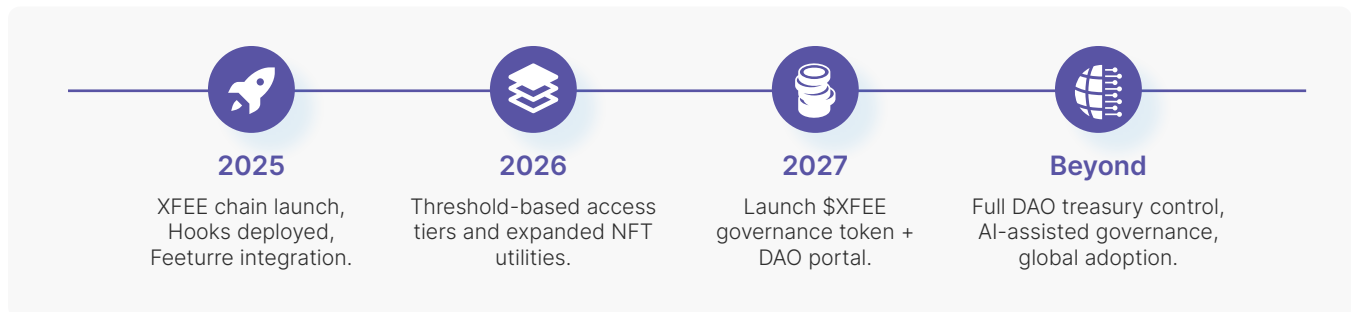 2025
XFEE chain launch,
Hooks deployed,
Feeturre integration.
2026
Threshold-based access
tiers and expanded NFT
utilities.
2027
Launch $XFEE
governance token +
DAO portal.
Beyond
Full DAO treasury control,
AI-assisted governance,
global adoption.